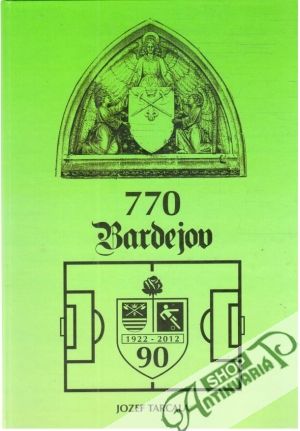 770
Bardejov
1922 - 2012
90
JOZEF TARCALA
SHOP
ANTIKVARIAT